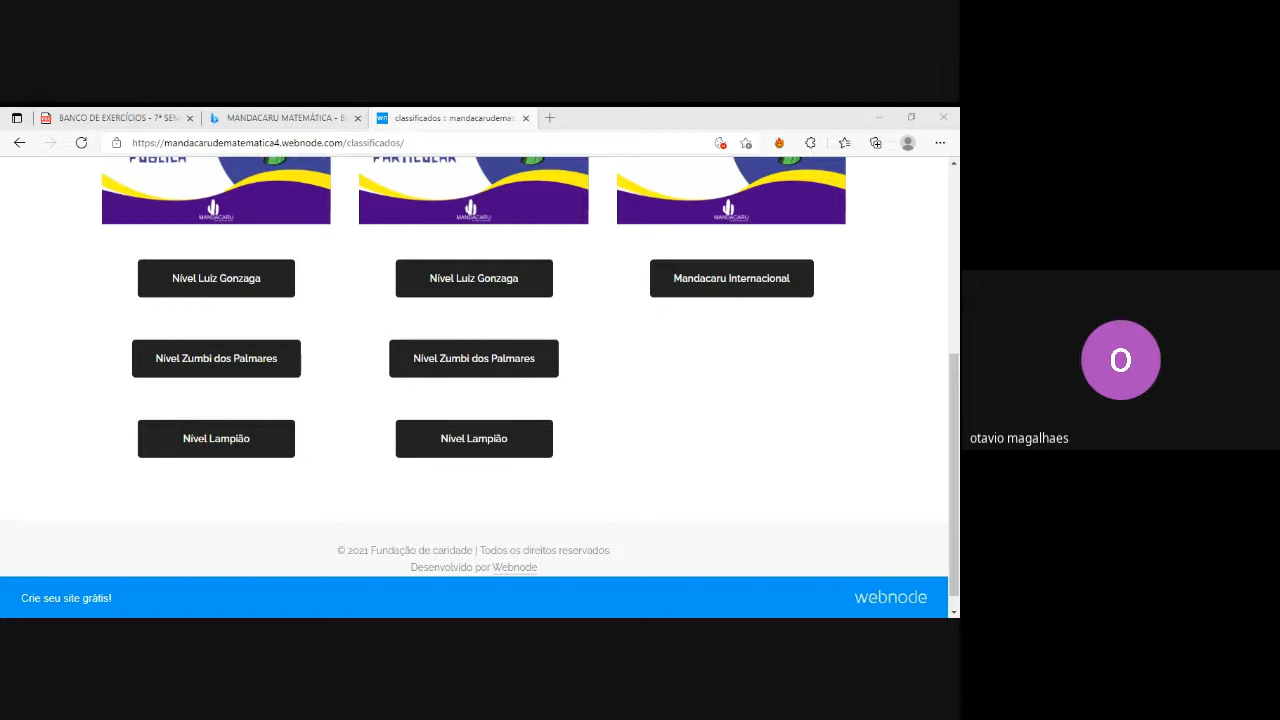 BANCO DE EXERCÍCIOS - 7ª SEM
MANDACARU MATEMÁTICA - B
classificados :: mandacarudemat
https://mandacarudematematica4.webnode.com/classificados/
PÚBLICA
PARTICULAR
MANDACARU
MANDACARU
MANDACARU
Nível Luiz Gonzaga
Nível Luiz Gonzaga
Mandacaru Internacional
Nível Zumbi dos Palmares
Nível Zumbi dos Palmares
Nível Lampião
Nível Lampião
© 2021 Fundação de caridade | Todos os direitos reservados.
Desenvolvido por Webnode
Crie seu site grátis!
webnode
O
otavio magalhaes